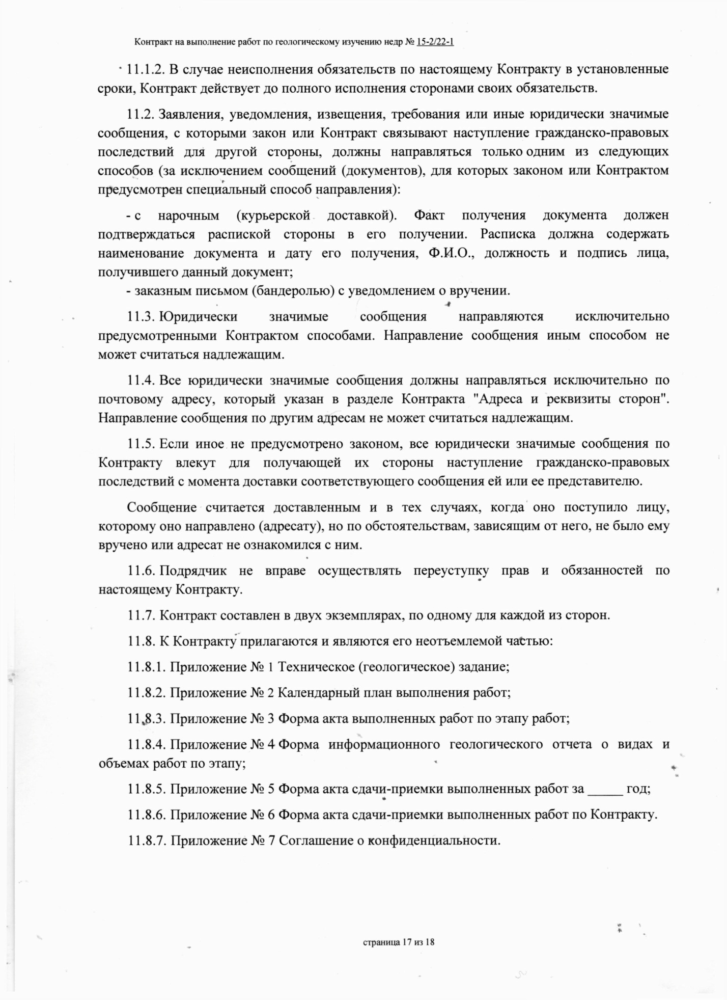 Контракт на выполнение работ по геологическому изучению недр № 15-2/22-1
11.1.2. В случае неисполнения обязательств по настоящему Контракту в установленные
сроки, Контракт действует до полного исполнения сторонами своих обязательств.
11.2. Заявления, уведомления, извещения, требования или иные юридически значимые
сообщения, с которыми закон или Контракт связывают наступление гражданско-правовых
последствий для другой стороны, должны направляться только одним из следующих
способов (за исключением сообщений (документов), для которых законом или Контрактом
предусмотрен специальный способ направления):
- с нарочным (курьерской доставкой). Факт получения документа должен
подтверждаться распиской стороны в его получении. Расписка должна содержать
наименование документа и дату его получения, Ф.И.О., должность и подпись лица,
получившего данный документ;
- заказным письмом (бандеролью) с уведомлением о вручении.
11.3. Юридически значимые сообщения направляются исключительно
предусмотренными Контрактом способами. Направление сообщения иным способом не
может считаться надлежащим.
11.4. Все юридически значимые сообщения должны направляться исключительно по
почтовому адресу, который указан в разделе Контракта "Адреса и реквизиты сторон".
Направление сообщения по другим адресам не может считаться надлежащим.
11.5. Если иное не предусмотрено законом, все юридически значимые сообщения по
Контракту влекут для получающей их стороны наступление гражданско-правовых
последствий с момента доставки соответствующего сообщения ей или ее представителю.
Сообщение считается доставленным и в тех случаях, когда оно поступило лицу,
которому оно направлено (адресату), но по обстоятельствам, зависящим от него, не было ему
вручено или адресат не ознакомился с ним.
11.6. Подрядчик не вправе осуществлять переуступку прав и обязанностей по
настоящему Контракту.
11.7. Контракт составлен в двух экземплярах, по одному для каждой из сторон.
11.8. К Контракту прилагаются и являются его неотъемлемой частью:
11.8.1. Приложение № 1 Техническое (геологическое) задание;
11.8.2. Приложение № 2 Календарный план выполнения работ;
11.8.3. Приложение № 3 Форма акта выполненных работ по этапу работ;
11.8.4. Приложение № 4 Форма информационного геологического отчета о видах и
объемах работ по этапу;
11.8.5. Приложение № 5 Форма акта сдачи-приемки выполненных работ за _____ год;
11.8.6. Приложение № 6 Форма акта сдачи-приемки выполненных работ по Контракту.
11.8.7. Приложение № 7 Соглашение о конфиденциальности.
страница 17 из 18